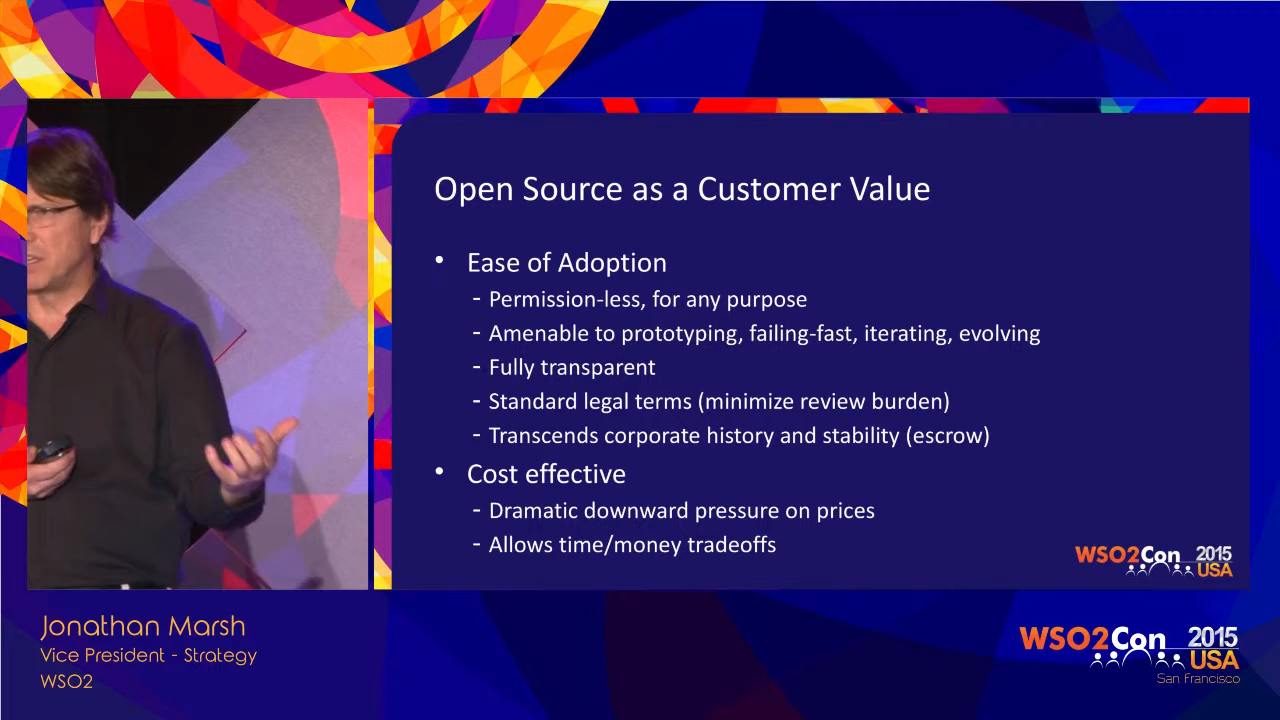 Open Source as a Customer Value
• Ease of Adoption
- Permission-less, for any purpose
- Amenable to prototyping, failing-fast, iterating, evolving
- Fully transparent
- Standard legal terms (minimize review burden)
- Transcends corporate history and stability (escrow)
• Cost effective
- Dramatic downward pressure on prices
- Allows time/money tradeoffs
WSO2Con 2015
USA
Jonathan Marsh
Vice President - Strategy
WSO2
WSO2Con 2015
USA
San Francisco